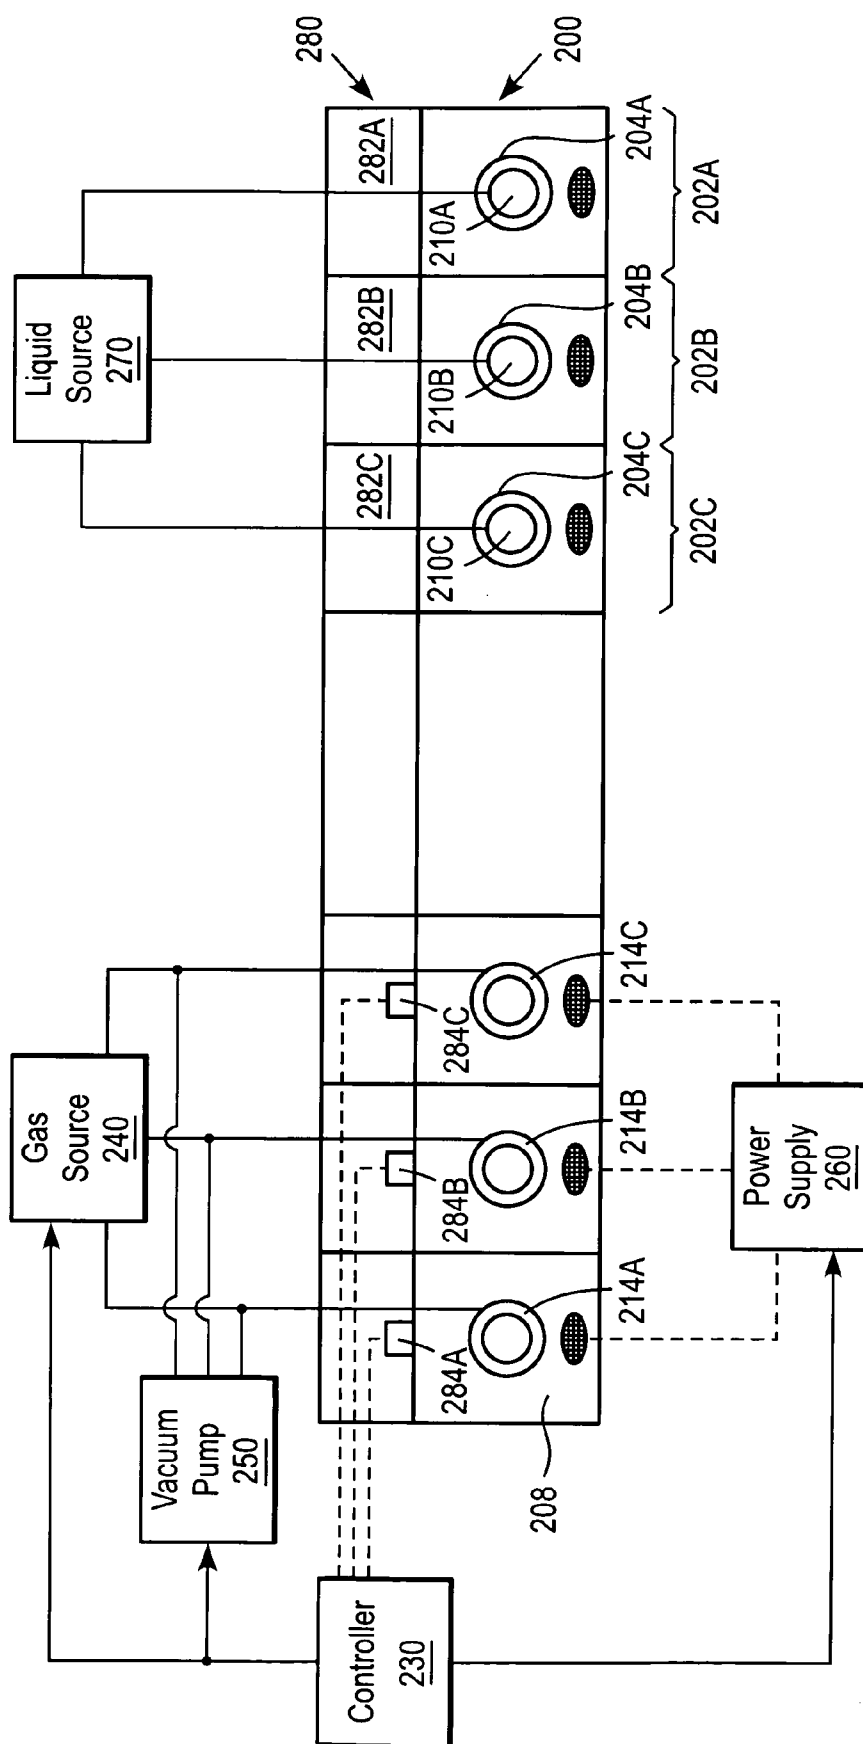 Controller
230
Vacuum
Pump
250
Gas
Source
240
Liquid
Source
270
280
200
282A
282B
282C
284A
284B
284C
208
214A
214B
214C
210C
210B
210A
204C
204B
204A
202C
202B
202A
Power
Supply
260